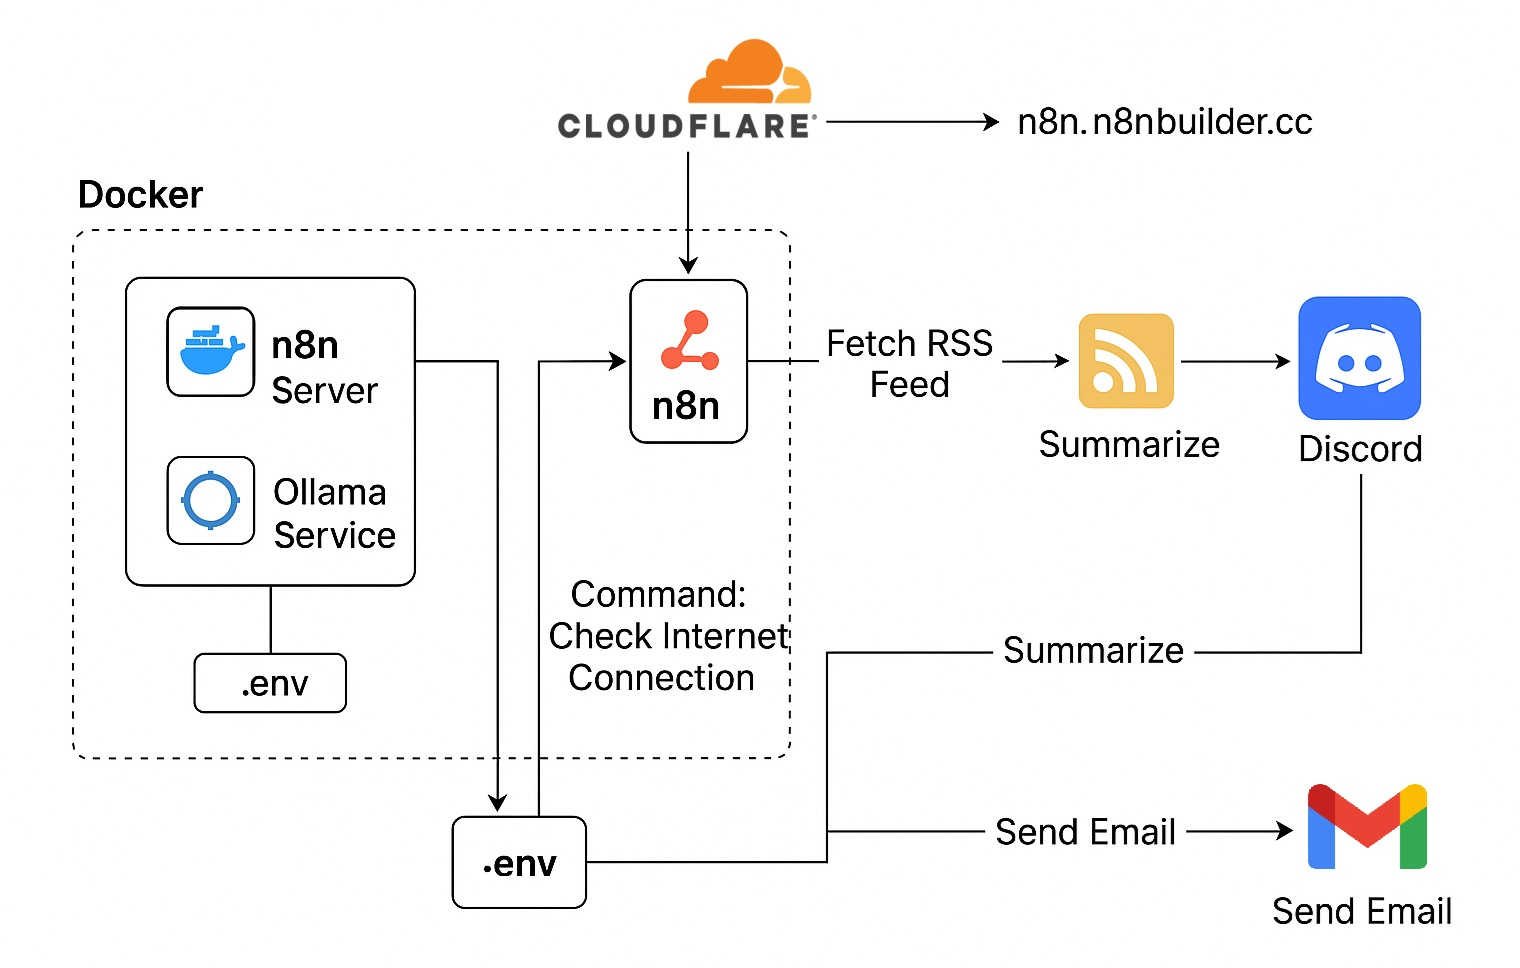 CLOUDFLARE
n8n.n8nbuilder.cc
Docker
n8n
Server
Ollama
Service
.env
n8n
Fetch RSS
Feed
Summarize
Discord
Command:
Check Internet
Connection
Summarize
.env
Send Email
Send Email